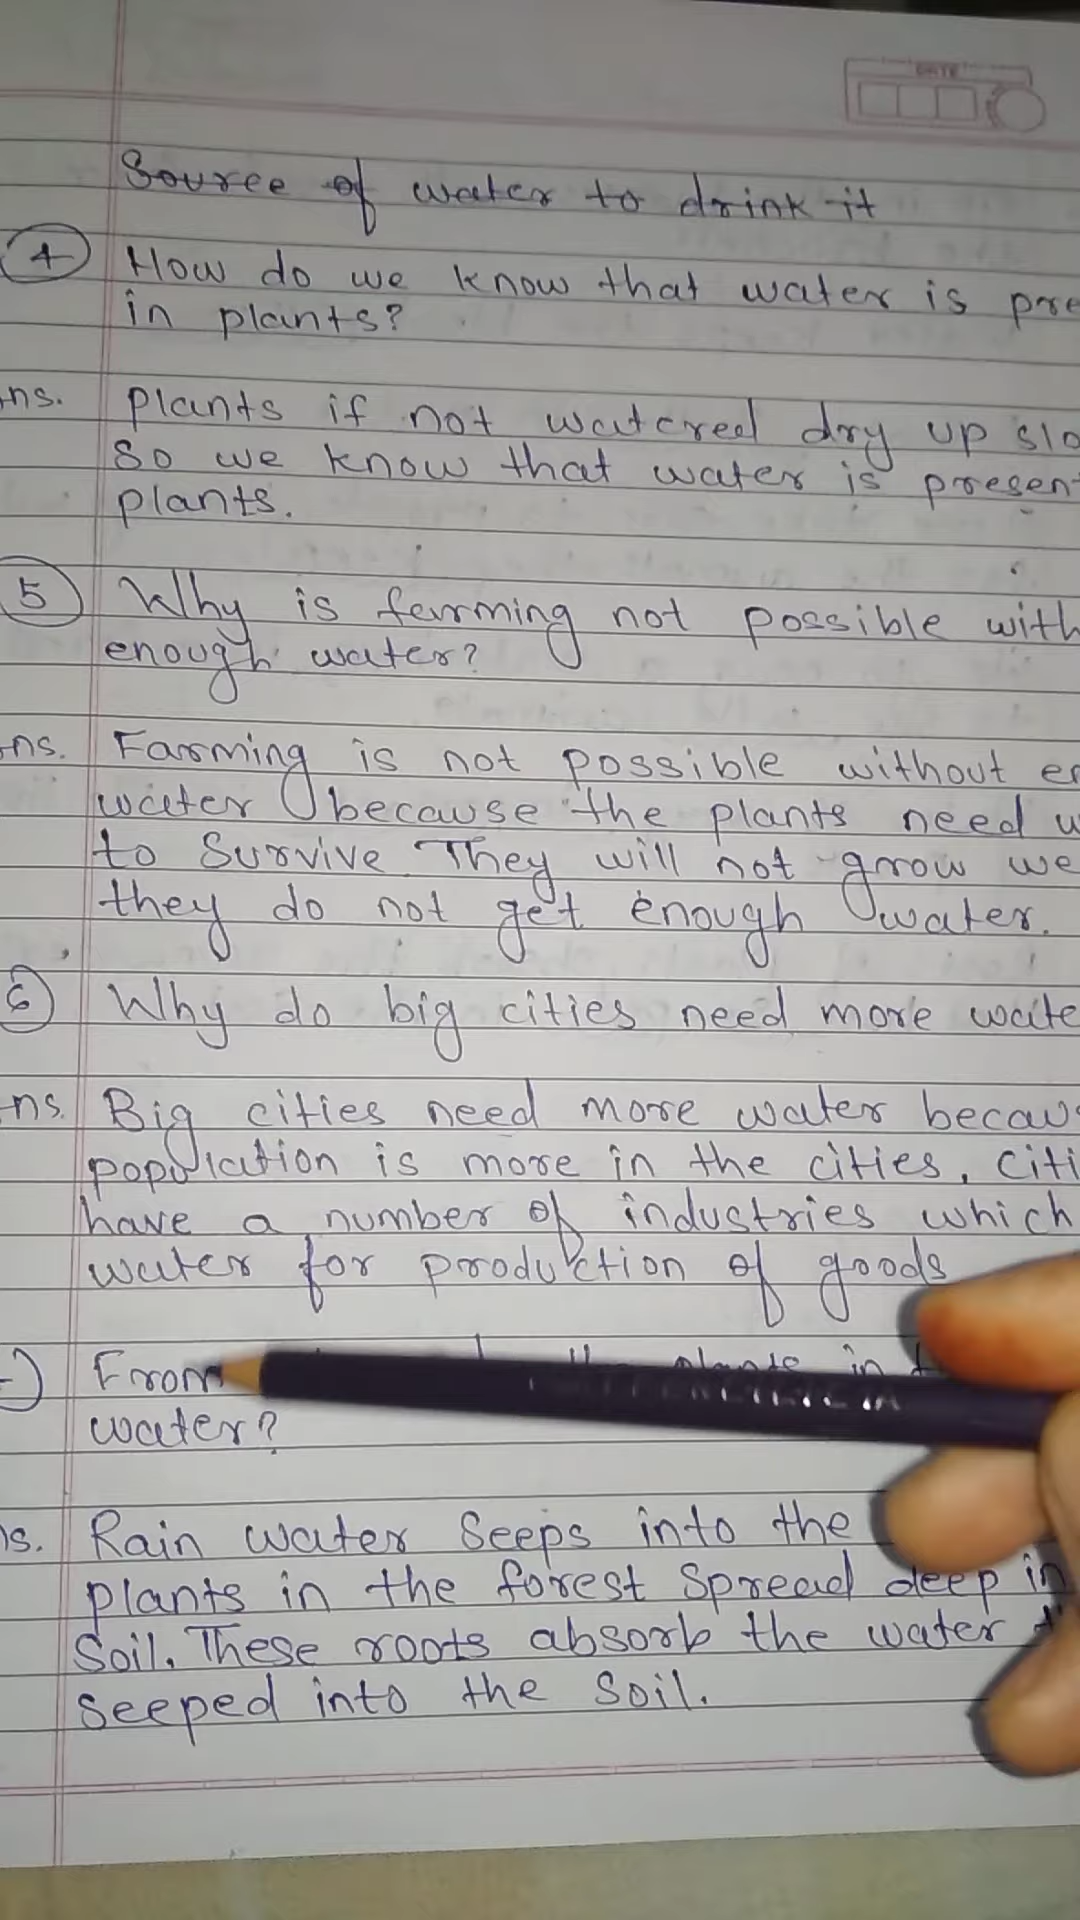 DATE
Source of water to drink it
4 How do we know that water is pre
in plants?
ns. Plants if not watered dry up slo
So we know that water is present
plants.
5 Why is farming not possible with
enough water?
ns. Farming is not possible without en
water because the plants need w
to Survive. They will not grow we
they do not get enough water.
6 Why do big cities need more wate
ns. Big cities need more water becaus
population is more in the cities, citi
have a number of industries which
water for production of goods
From plants in
water?
ns. Rain water Seeps into the
plants in the forest Spread deep in
Soil. These roots absorb the water
seeped into the Soil.